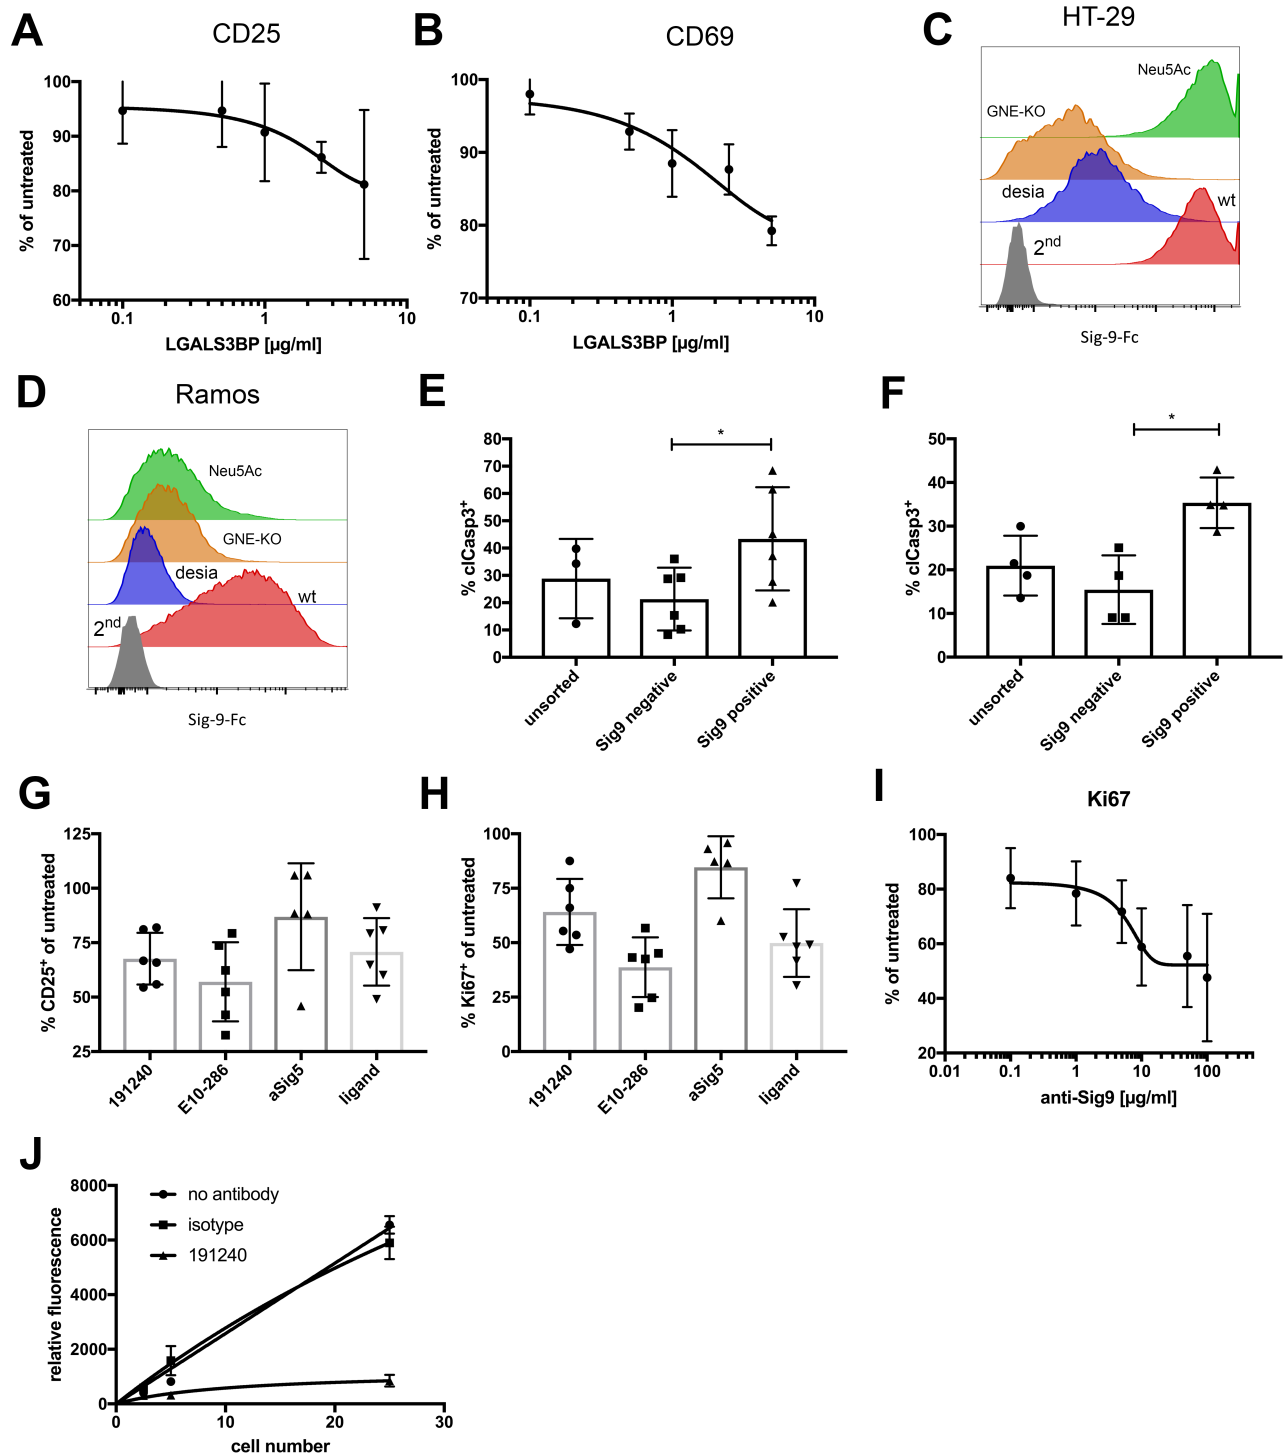 A
CD25
% of untreated
100
90
80
70
60
0.1
1
10
LGALS3BP [µg/ml]
B
CD69
% of untreated
100
90
80
70
0.1
1
10
LGALS3BP [µg/ml]
C
HT-29
Neu5Ac
GNE-KO
desia
wt
2nd
Sig-9-Fc
D
Ramos
Neu5Ac
GNE-KO
desia
wt
2nd
Sig-9-Fc
E
% clCasp3+
80
70
60
50
40
30
20
10
0
*
unsorted
Sig9 negative
Sig9 positive
F
% clCasp3+
50
40
30
20
10
0
*
unsorted
Sig9 negative
Sig9 positive
G
% CD25+ of untreated
125
100
75
50
25
191240
E10-286
aSig5
ligand
H
% Ki67+ of untreated
100
75
50
25
0
191240
E10-286
aSig5
ligand
I
Ki67
% of untreated
100
80
60
40
20
0.01
0.1
1
10
100
anti-Sig9 [µg/ml]
J
relative fluorescence
8000
6000
4000
2000
0
no antibody
isotype
191240
0
10
20
30
cell number